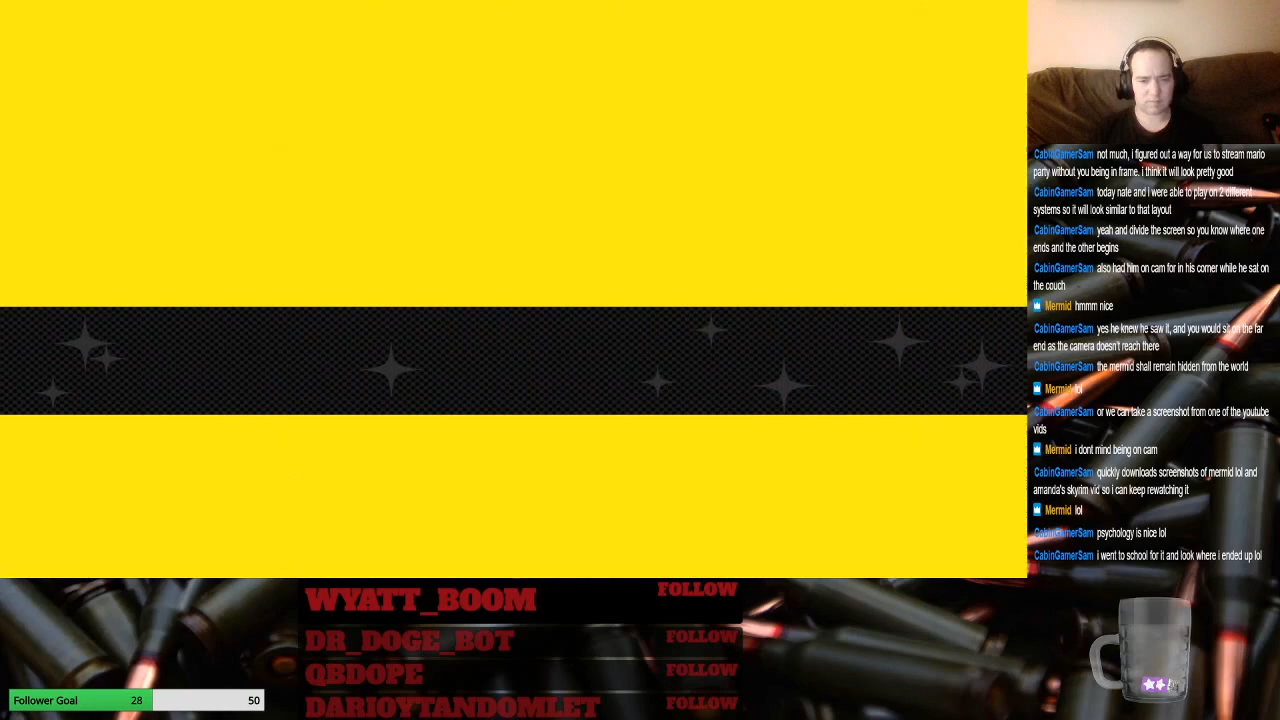 CabinGamerSam not much, i figured out a way for us to stream mario
party without you being in frame. i think it will look pretty good
CabinGamerSam today nate and i were able to play on 2 different
systems so it will look similar to that layout
CabinGamerSam yeah and divide the screen so you know where one
ends and the other begins
CabinGamerSam also had him on cam for in his corner while he sat on
the couch
Mermid hmmm nice
CabinGamerSam yes he knew he saw it, and you would sit on the far
end as the camera doesn't reach there
CabinGamerSam the mermid shall remain hidden from the world
Mermid lol
CabinGamerSam or we can take a screenshot from one of the youtube
vids
Mermid i dont mind being on cam
CabinGamerSam quickly downloads screenshots of mermid lol and
amanda's skyrim vid so i can keep rewatching it
Mermid lol
CabinGamerSam psychology is nice lol
CabinGamerSam i went to school for it and look where i ended up lol
WYATT_BOOM FOLLOW
DR_DOGE_BOT FOLLOW
QBDOPE FOLLOW
DARIOYTANDOMLET FOLLOW
Follower Goal 28 50